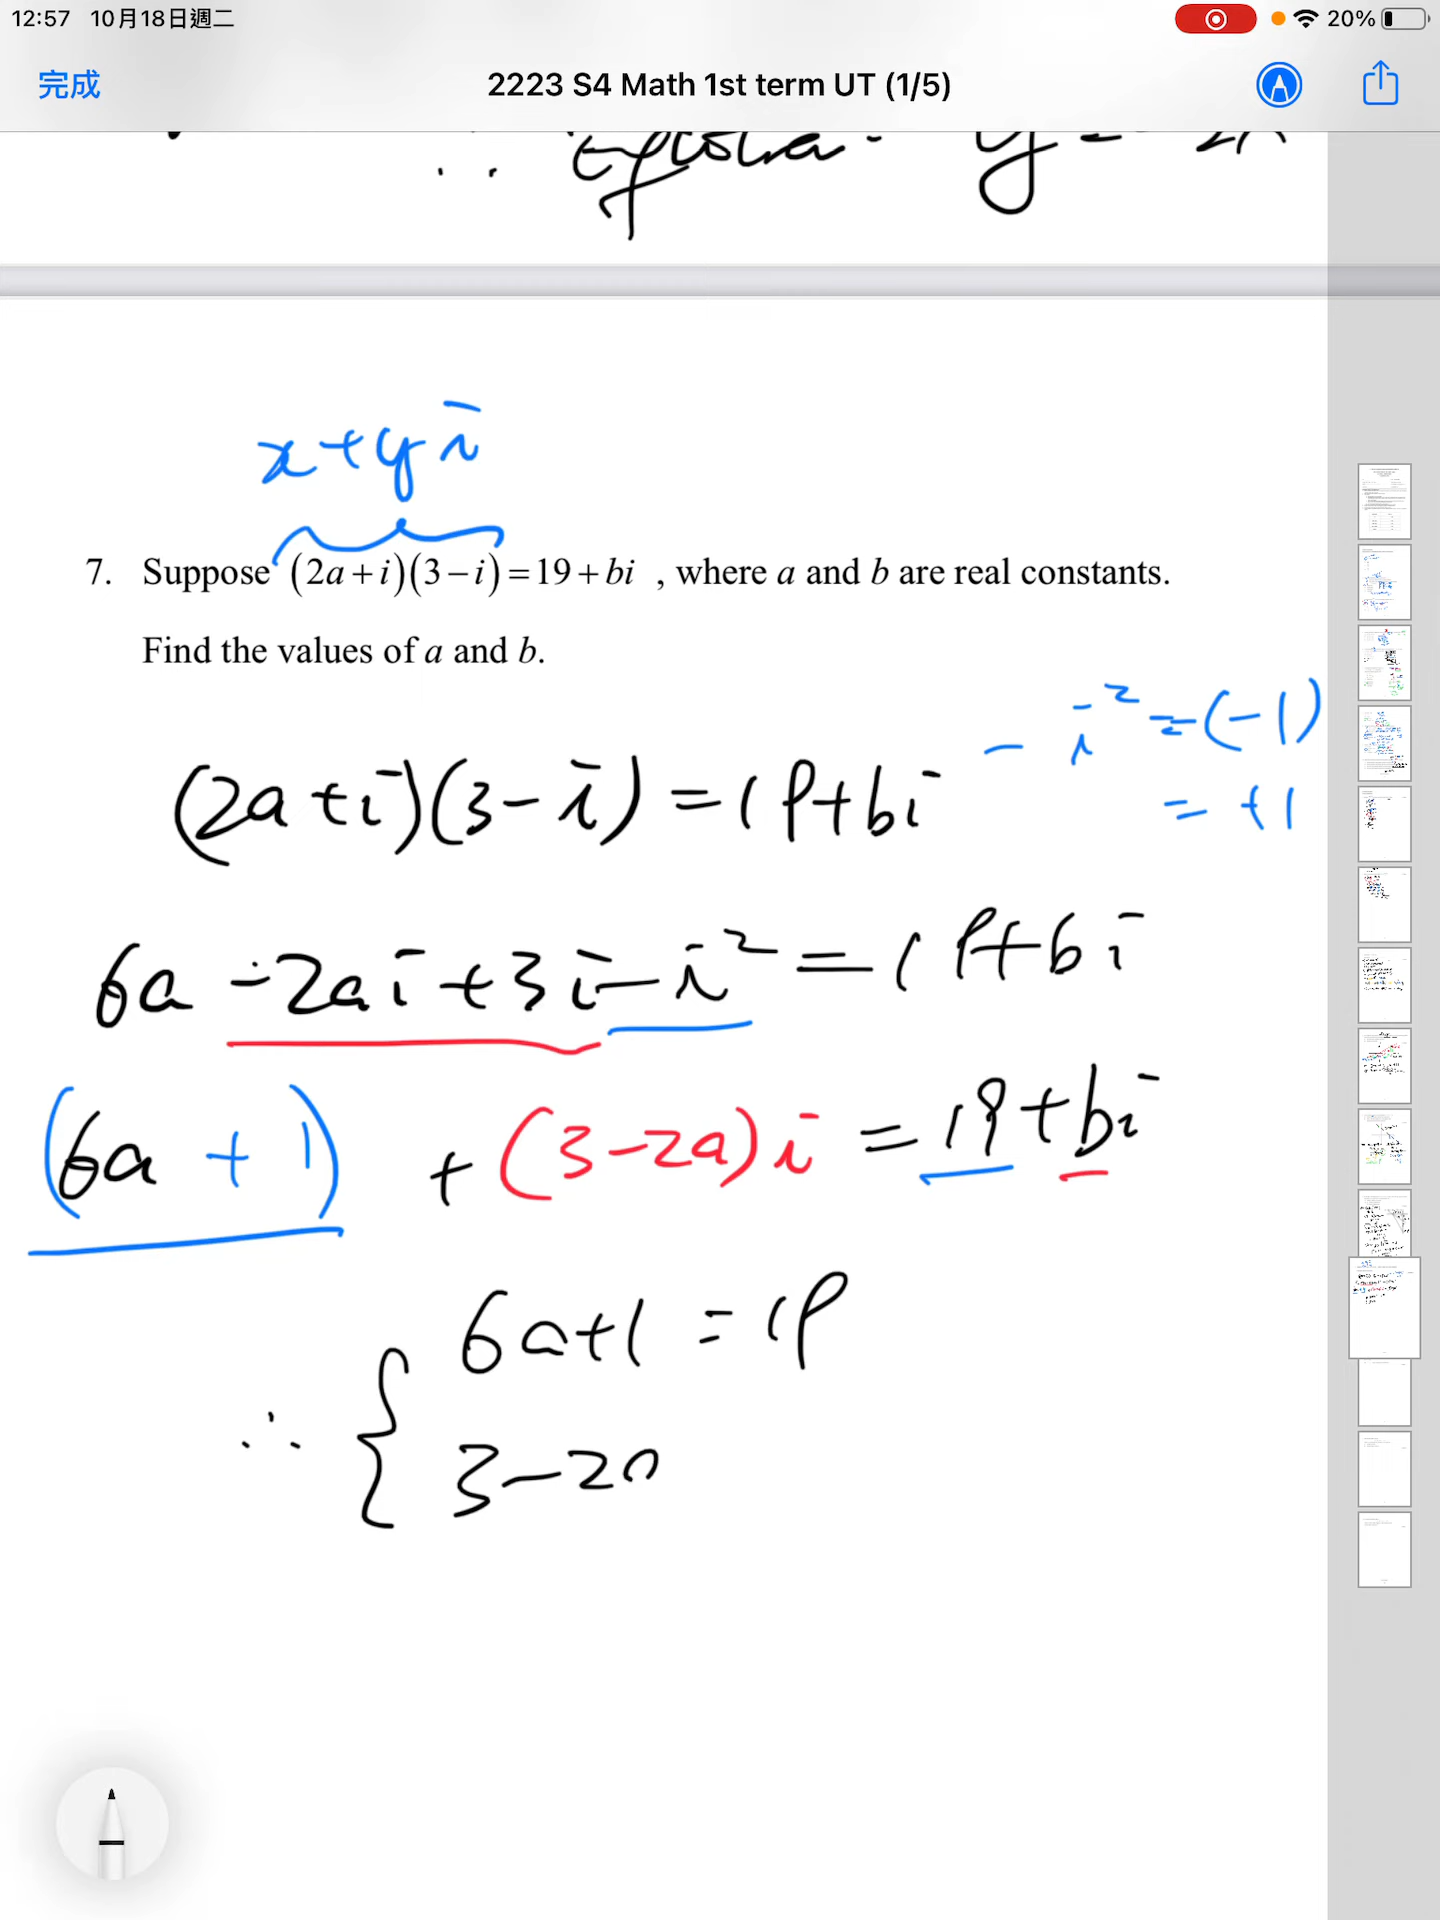 12:57 10月18日週二 20%
完成 2223 S4 Math 1st term UT (1/5)
x+yi
7. Suppose (2a+i)(3−i)=19+bi , where a and b are real constants.
Find the values of a and b.
− i² = (−1)
= +1
(2a+i)(3−i) = 19+bi
6a −2ai+3i−i² = 19+bi
(6a + 1) + (3−2a)i = 19+bi
6a+1 = 19
∴ {
3−2a